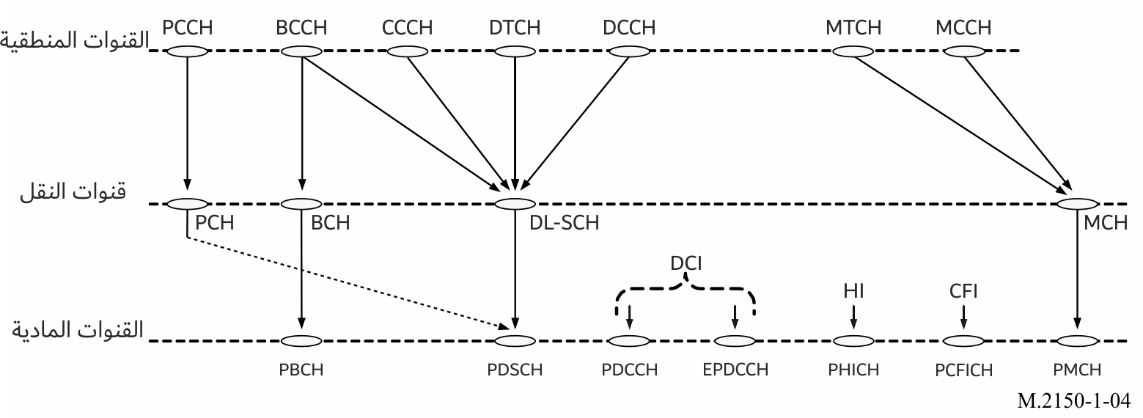 PCCH BCCH CCCH DTCH DCCH MTCH MCCH
القنوات المنطقية
قنوات النقل
PCH BCH DL-SCH MCH
DCI
HI CFI
القنوات المادية
PBCH PDSCH PDCCH EPDCCH PHICH PCFICH PMCH
M.2150-1-04